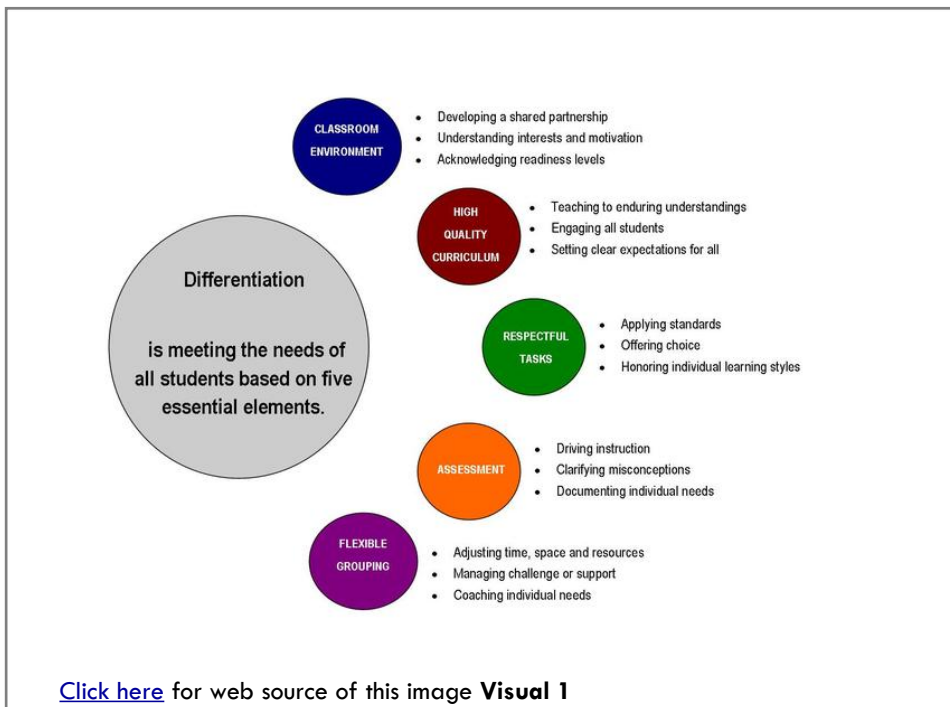 CLASSROOM
ENVIRONMENT
• Developing a shared partnership
• Understanding interests and motivation
• Acknowledging readiness levels
HIGH
QUALITY
CURRICULUM
• Teaching to enduring understandings
• Engaging all students
• Setting clear expectations for all
Differentiation
is meeting the needs of
all students based on five
essential elements.
RESPECTFUL
TASKS
• Applying standards
• Offering choice
• Honoring individual learning styles
ASSESSMENT
• Driving instruction
• Clarifying misconceptions
• Documenting individual needs
FLEXIBLE
GROUPING
• Adjusting time, space and resources
• Managing challenge or support
• Coaching individual needs
Click here for web source of this image Visual 1